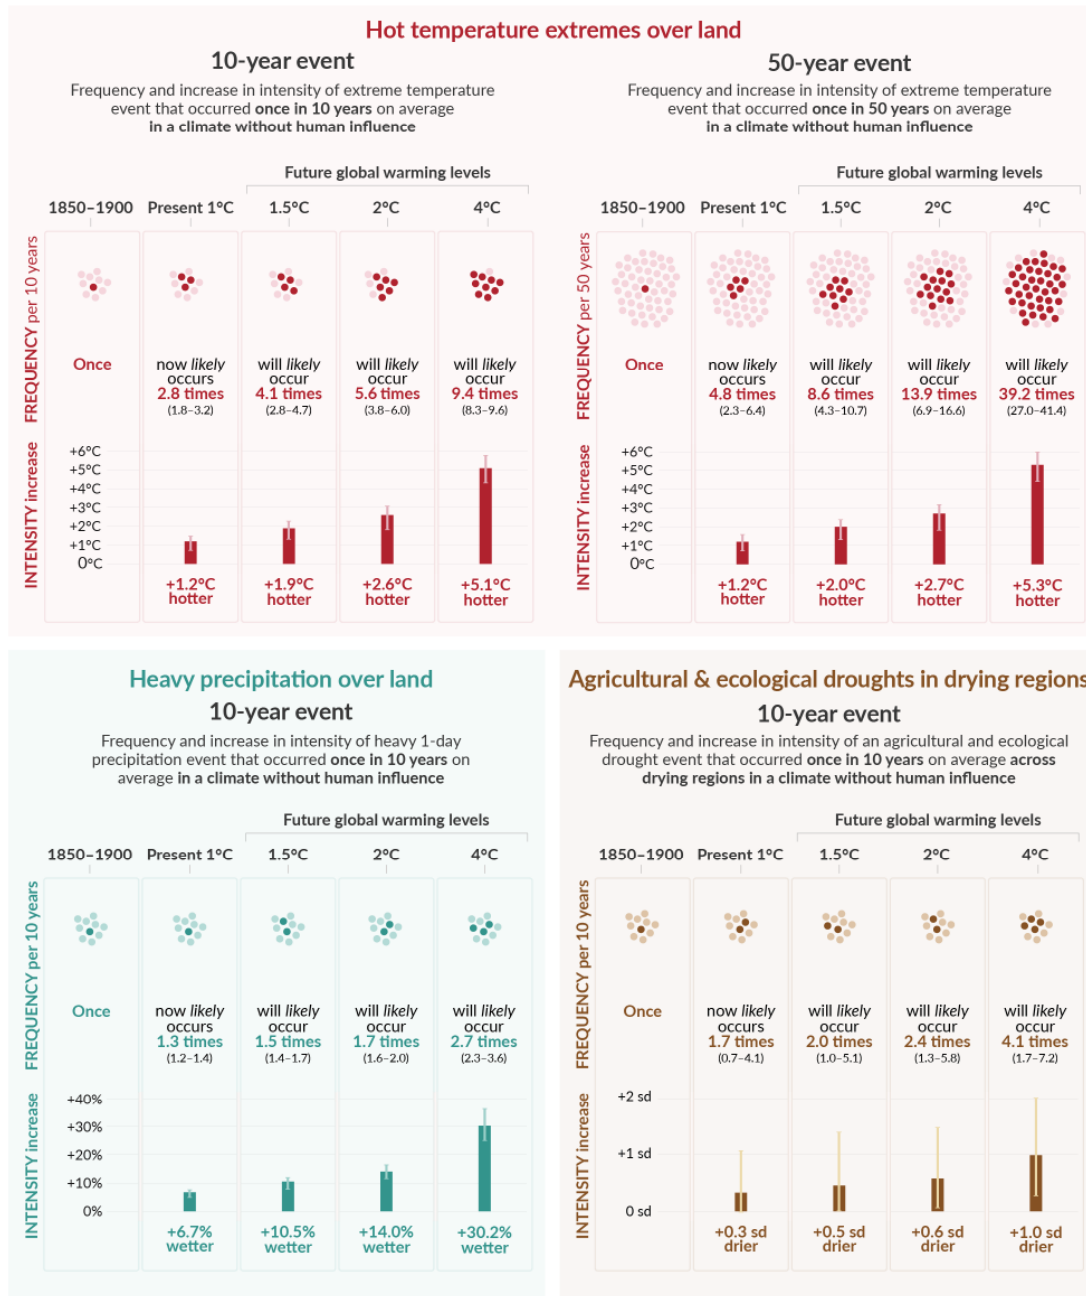 Hot temperature extremes over land
10-year event
Frequency and increase in intensity of extreme temperature
event that occurred once in 10 years on average
in a climate without human influence
Future global warming levels
1850–1900 Present 1°C 1.5°C 2°C 4°C
FREQUENCY per 10 years
Once
now likely occurs 2.8 times (1.8–3.2)
will likely occur 4.1 times (2.8–4.7)
will likely occur 5.6 times (3.8–6.0)
will likely occur 9.4 times (8.3–9.6)
INTENSITY increase
+6°C
+5°C
+4°C
+3°C
+2°C
+1°C
0°C
+1.2°C hotter
+1.9°C hotter
+2.6°C hotter
+5.1°C hotter
50-year event
Frequency and increase in intensity of extreme temperature
event that occurred once in 50 years on average
in a climate without human influence
Future global warming levels
1850–1900 Present 1°C 1.5°C 2°C 4°C
FREQUENCY per 50 years
Once
now likely occurs 4.8 times (2.3–6.4)
will likely occur 8.6 times (4.3–10.7)
will likely occur 13.9 times (6.9–16.6)
will likely occur 39.2 times (27.0–41.4)
INTENSITY increase
+6°C
+5°C
+4°C
+3°C
+2°C
+1°C
0°C
+1.2°C hotter
+2.0°C hotter
+2.7°C hotter
+5.3°C hotter
Heavy precipitation over land
10-year event
Frequency and increase in intensity of heavy 1-day
precipitation event that occurred once in 10 years on
average in a climate without human influence
Future global warming levels
1850–1900 Present 1°C 1.5°C 2°C 4°C
FREQUENCY per 10 years
Once
now likely occurs 1.3 times (1.2–1.4)
will likely occur 1.5 times (1.4–1.7)
will likely occur 1.7 times (1.6–2.0)
will likely occur 2.7 times (2.3–3.6)
INTENSITY increase
+40%
+30%
+20%
+10%
0%
+6.7% wetter
+10.5% wetter
+14.0% wetter
+30.2% wetter
Agricultural & ecological droughts in drying regions
10-year event
Frequency and increase in intensity of an agricultural and ecological
drought event that occurred once in 10 years on average across
drying regions in a climate without human influence
Future global warming levels
1850–1900 Present 1°C 1.5°C 2°C 4°C
FREQUENCY per 10 years
Once
now likely occurs 1.7 times (0.7–4.1)
will likely occur 2.0 times (1.0–5.1)
will likely occur 2.4 times (1.3–5.8)
will likely occur 4.1 times (1.7–7.2)
INTENSITY increase
+2 sd
+1 sd
0 sd
+0.3 sd drier
+0.5 sd drier
+0.6 sd drier
+1.0 sd drier